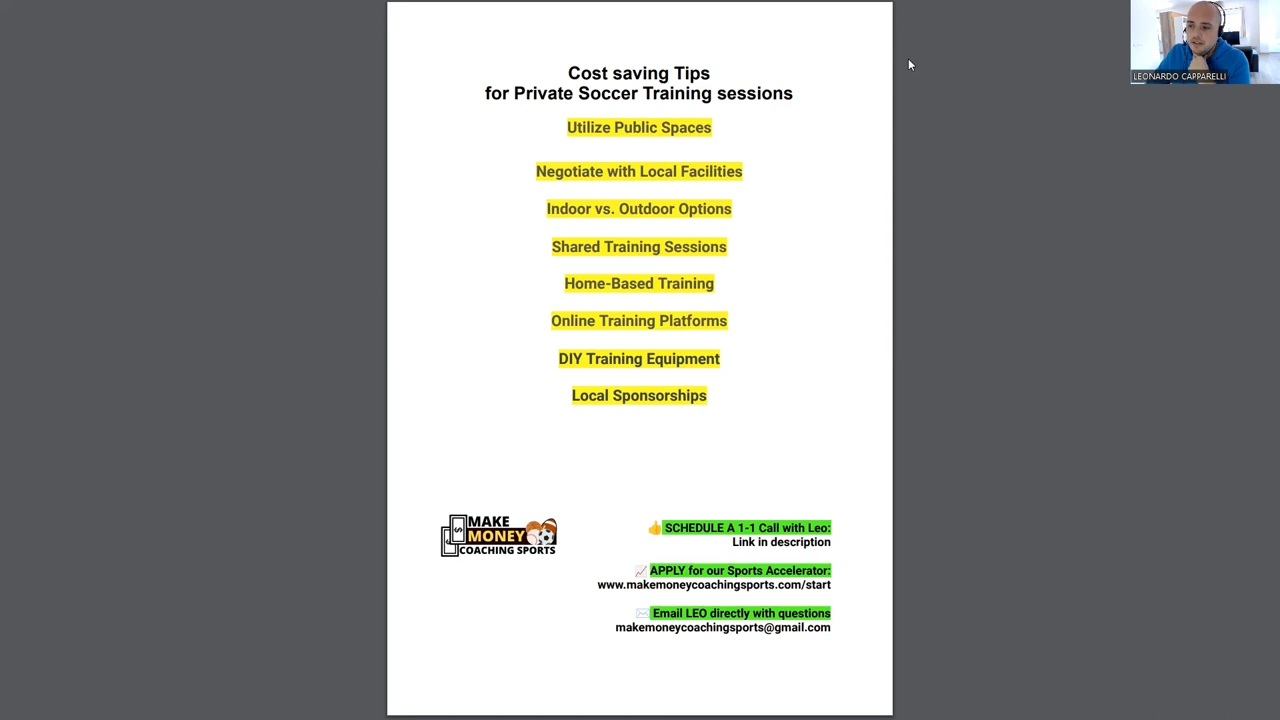 Cost saving Tips
for Private Soccer Training sessions
Utilize Public Spaces
Negotiate with Local Facilities
Indoor vs. Outdoor Options
Shared Training Sessions
Home-Based Training
Online Training Platforms
DIY Training Equipment
Local Sponsorships
MAKE
MONEY
COACHING SPORTS
👍 SCHEDULE A 1-1 Call with Leo:
Link in description
📈 APPLY for our Sports Accelerator:
www.makemoneycoachingsports.com/start
✉️ Email LEO directly with questions
makemoneycoachingsports@gmail.com
LEONARDO CAPPARELLI